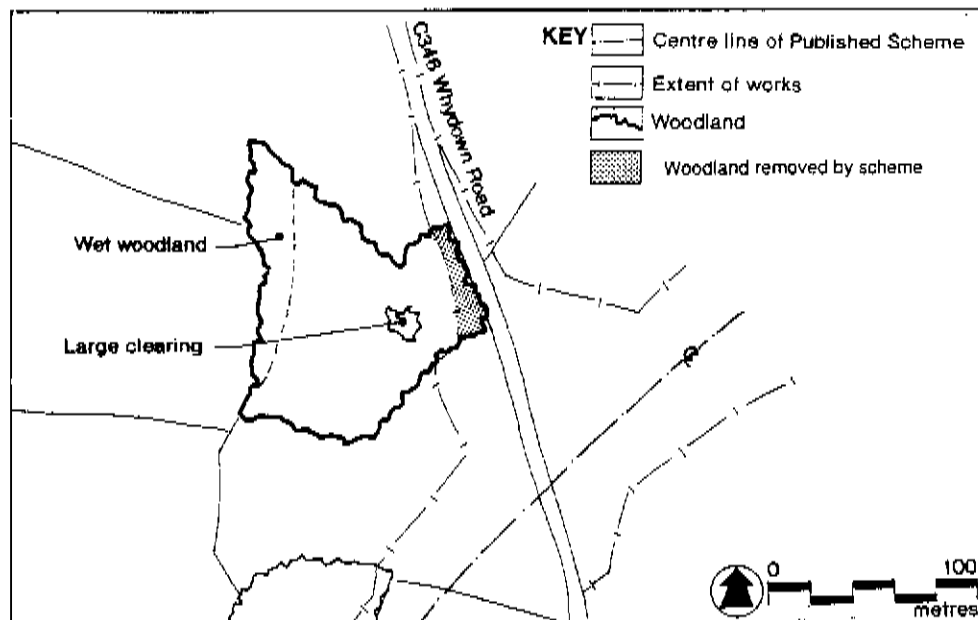 KEY
Centre line of Published Scheme
Extent of works
Woodland
Woodland removed by scheme
C346 Whydown Road
Wet woodland
Large clearing
0 100
metres